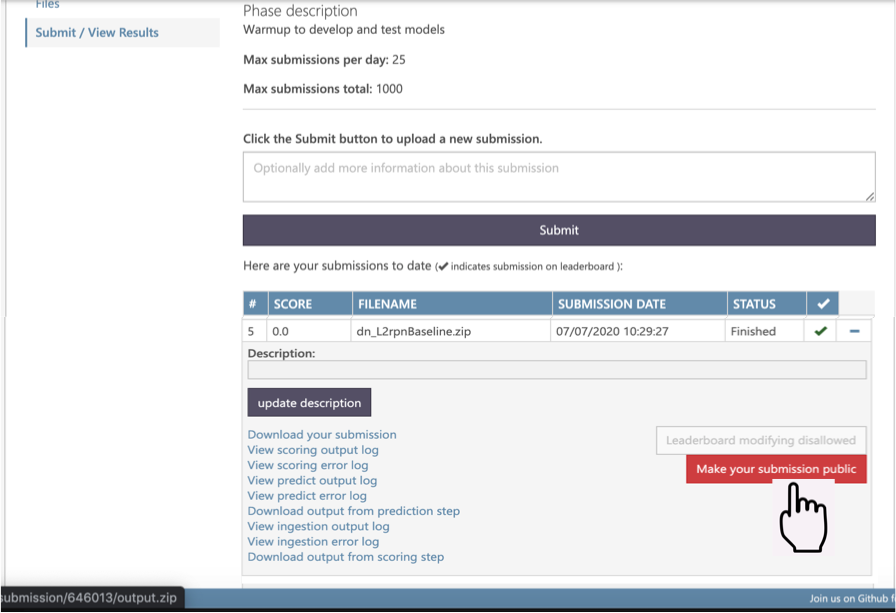 Files
Submit / View Results
Phase description
Warmup to develop and test models
Max submissions per day: 25
Max submissions total: 1000
Click the Submit button to upload a new submission.
Optionally add more information about this submission
Submit
Here are your submissions to date (✔ indicates submission on leaderboard ):
# SCORE FILENAME SUBMISSION DATE STATUS ✔
5 0.0 dn_L2rpnBaseline.zip 07/07/2020 10:29:27 Finished ✔ −
Description:
update description
Download your submission
View scoring output log
View scoring error log
View predict output log
View predict error log
Download output from prediction step
View ingestion output log
View ingestion error log
Download output from scoring step
Leaderboard modifying disallowed
Make your submission public
submission/646013/output.zip
Join us on Github